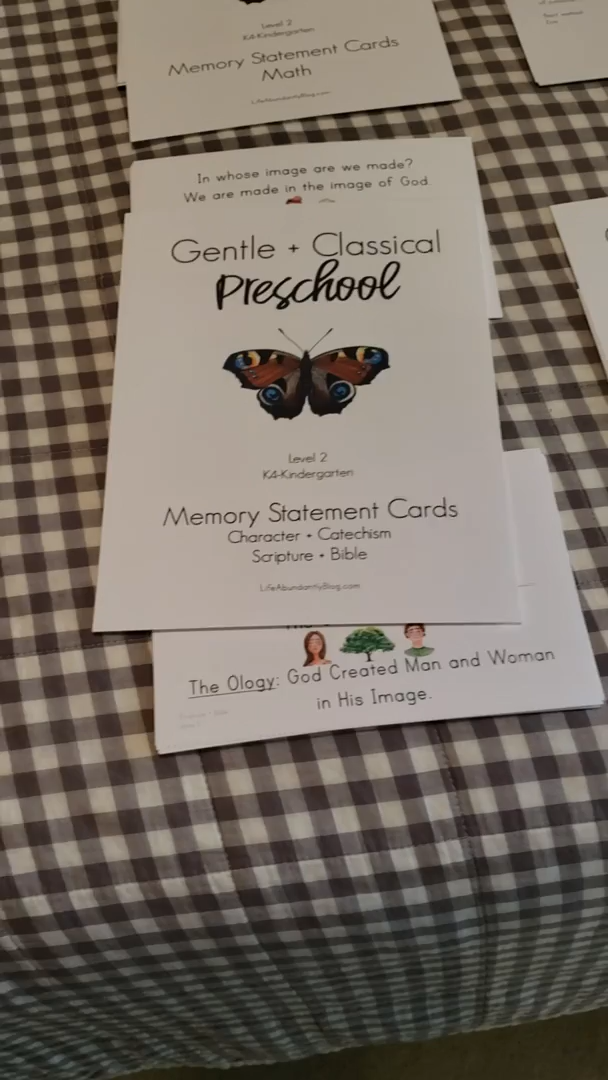 Level 2
K4-Kindergarten
Memory Statement Cards
Math
LifeAbundantlyBlog.com
In whose image are we made?
We are made in the image of God.
Gentle + Classical
Preschool
Level 2
K4-Kindergarten
Memory Statement Cards
Character + Catechism
Scripture + Bible
LifeAbundantlyBlog.com
The Ology: God Created Man and Woman
in His Image.